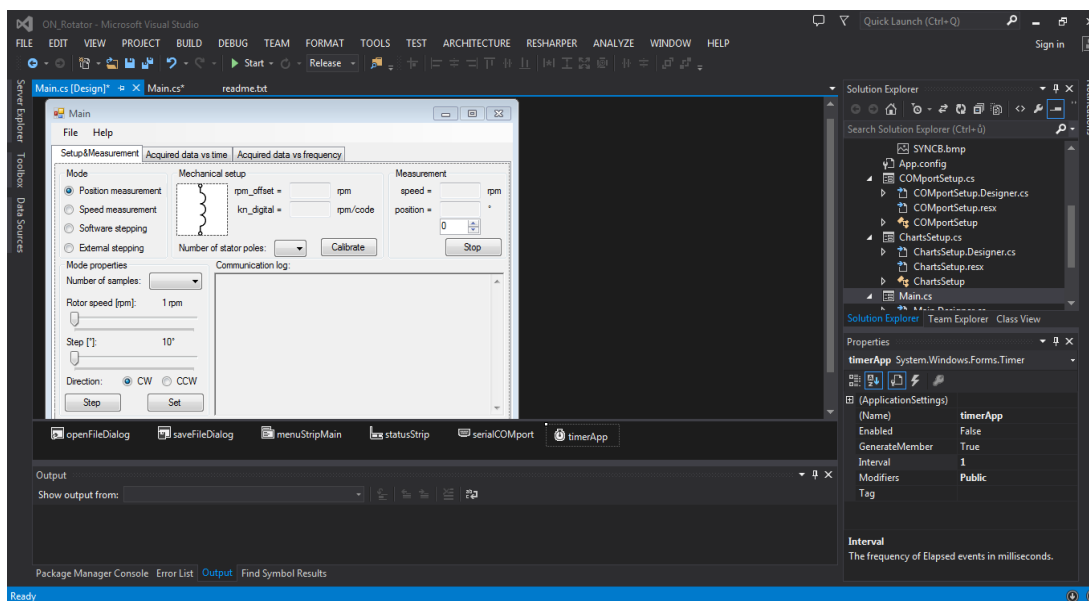 ON_Rotator - Microsoft Visual Studio
Quick Launch (Ctrl+Q)
FILE EDIT VIEW PROJECT BUILD DEBUG TEAM FORMAT TOOLS TEST ARCHITECTURE RESHARPER ANALYZE WINDOW HELP
Sign in
Start
Release
Server Explorer
Toolbox
Data Sources
Main.cs [Design]*
Main.cs*
readme.txt
Main
File Help
Setup&Measurement
Acquired data vs time
Acquired data vs frequency
Mode
Position measurement
Speed measurement
Software stepping
External stepping
Mechanical setup
rpm_offset = rpm
kn_digital = rpm/code
Number of stator poles:
Calibrate
Measurement
speed = rpm
position = °
0
Stop
Mode properties
Number of samples:
Rotor speed [rpm]: 1 rpm
Step [°]: 10°
Direction: CW CCW
Step
Set
Communication log:
openFileDialog
saveFileDialog
menuStripMain
statusStrip
serialCOMport
timerApp
Output
Show output from:
Package Manager Console
Error List
Output
Find Symbol Results
Ready
Solution Explorer
Search Solution Explorer (Ctrl+ů)
SYNCB.bmp
App.config
COMportSetup.cs
COMportSetup.Designer.cs
COMportSetup.resx
COMportSetup
ChartsSetup.cs
ChartsSetup.Designer.cs
ChartsSetup.resx
ChartsSetup
Main.cs
Solution Explorer
Team Explorer
Class View
Properties
timerApp System.Windows.Forms.Timer
(ApplicationSettings)
(Name) timerApp
Enabled False
GenerateMember True
Interval 1
Modifiers Public
Tag
Interval
The frequency of Elapsed events in milliseconds.